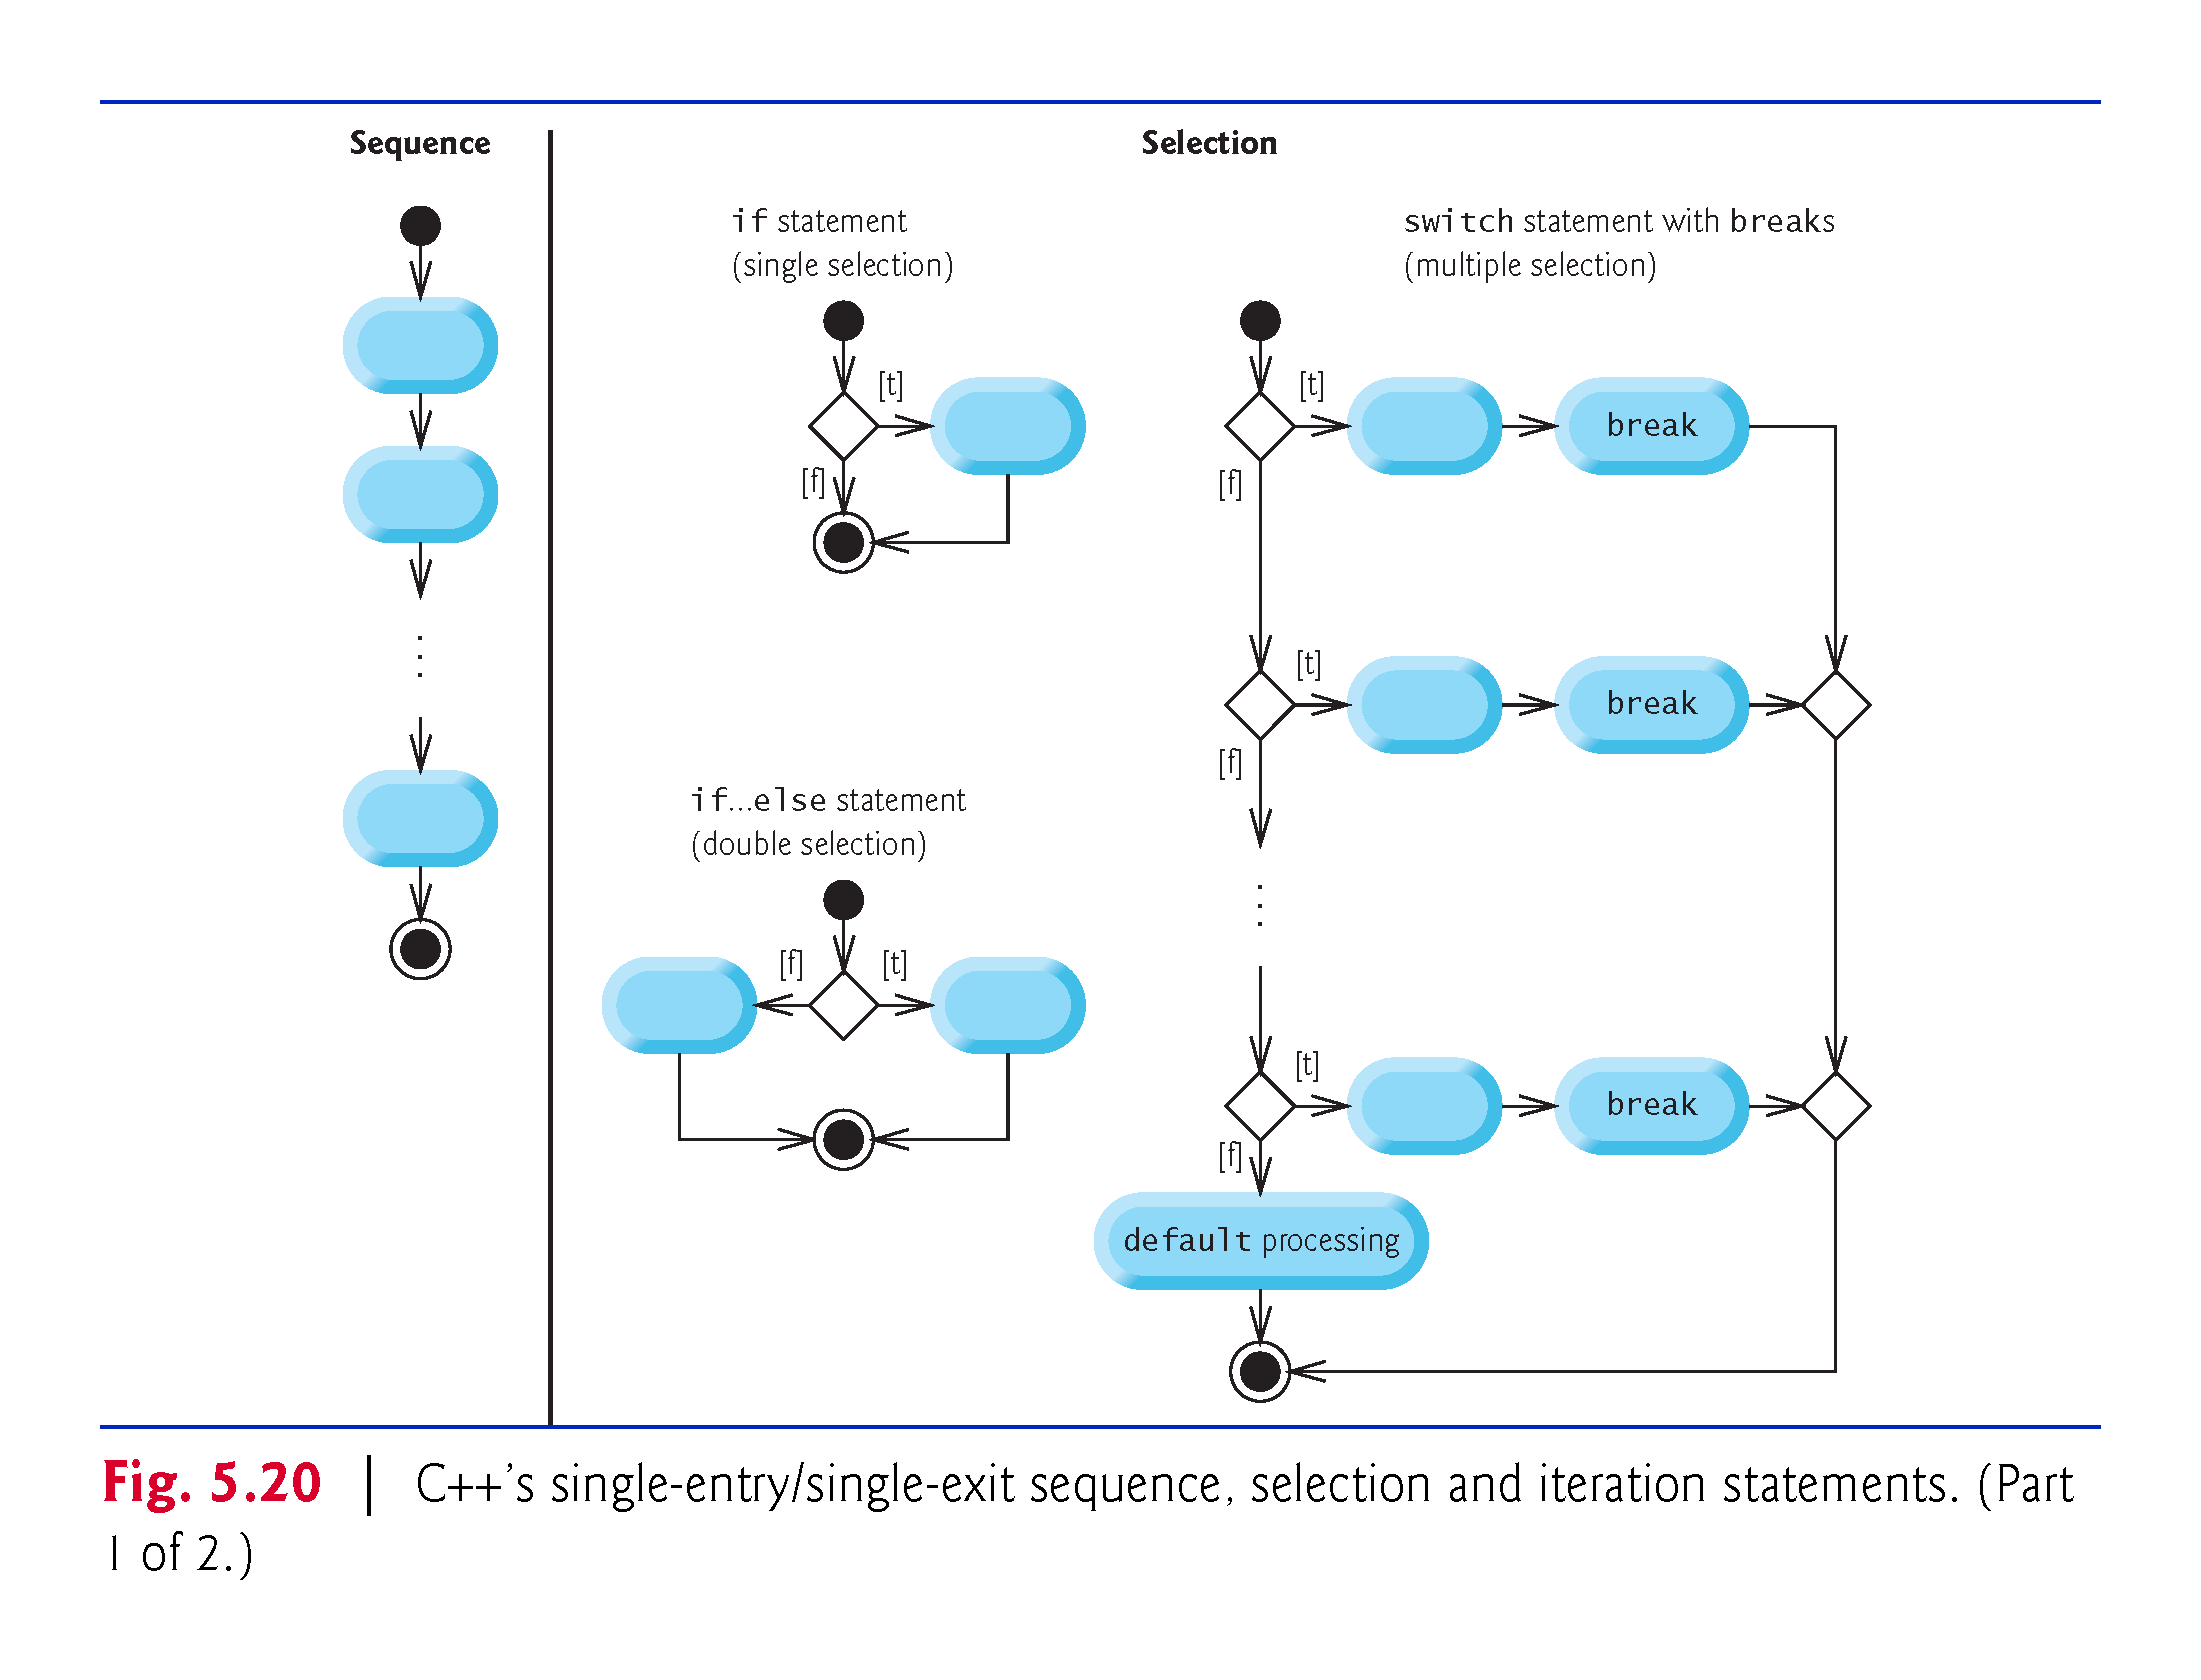 Sequence
Selection
if statement
(single selection)
switch statement with breaks
(multiple selection)
[t]
[f]
[t]
break
[f]
[t]
break
[f]
if...else statement
(double selection)
[f]
[t]
[t]
break
[f]
default processing
Fig. 5.20 | C++’s single-entry/single-exit sequence, selection and iteration statements. (Part
1 of 2.)